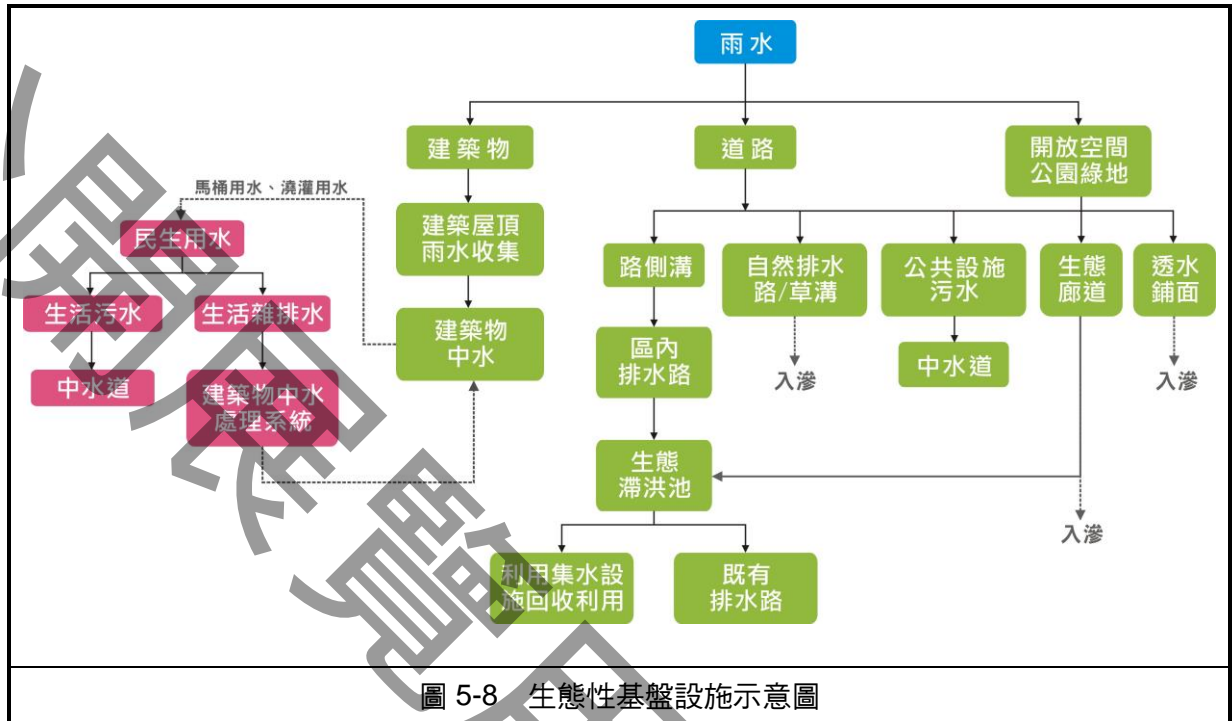 雨水
建築物
道路
開放空間
公園綠地
馬桶用水、澆灌用水
民生用水
建築屋頂
雨水收集
路側溝
自然排水
路/草溝
公共設施
污水
生態
廊道
透水
鋪面
生活污水
生活雜排水
建築物
中水
區內
排水路
入滲
中水道
入滲
中水道
建築物中水
處理系統
生態
滯洪池
入滲
利用集水設
施回收利用
既有
排水路
圖 5-8 生態性基盤設施示意圖
開展覽